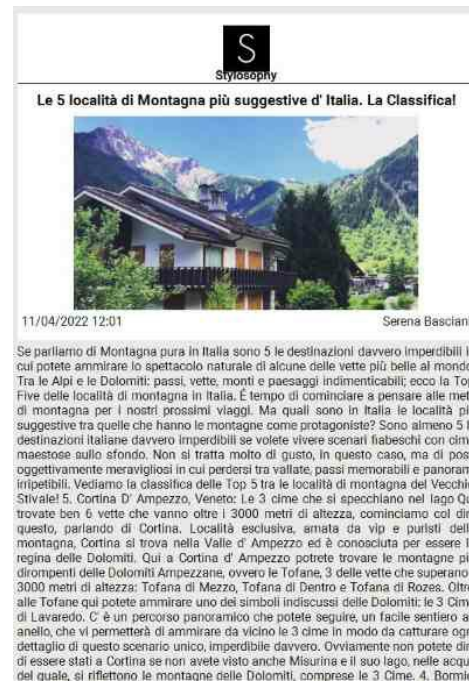 S
Stylosophy
Le 5 località di Montagna più suggestive d' Italia. La Classifica!
11/04/2022 12:01
Serena Basciani
Se parliamo di Montagna pura in Italia sono 5 le destinazioni davvero imperdibili i
cui potete ammirare lo spettacolo naturale di alcune delle vette più belle al mondo
Tra le Alpi e le Dolomiti: passi, vette, monti e paesaggi indimenticabili; ecco la Top
Five delle località di montagna in Italia. É tempo di cominciare a pensare alle met
di montagna per i nostri prossimi viaggi. Ma quali sono in Italia le località pi
suggestive tra quelle che hanno le montagne come protagoniste? Sono almeno 5 l
destinazioni italiane davvero imperdibili se volete vivere scenari fiabeschi con cim
maestose sullo sfondo. Non si tratta molto di gusto, in questo caso, ma di post
oggettivamente meravigliosi in cui perdersi tra vallate, passi memorabili e panoram
irripetibili. Vediamo la classifica delle Top 5 tra le località di montagna del Vecchio
Stivale! 5. Cortina D' Ampezzo, Veneto: Le 3 cime che si specchiano nel lago Qu
trovate ben 6 vette che vanno oltre i 3000 metri di altezza, cominciamo col dir
questo, parlando di Cortina. Località esclusiva, amata da vip e puristi dell
montagna, Cortina si trova nella Valle d' Ampezzo ed è conosciuta per essere l
regina delle Dolomiti. Qui a Cortina d' Ampezzo potrete trovare le montagne pi
dirompenti delle Dolomiti Ampezzane, ovvero le Tofane, 3 delle vette che superano
3000 metri di altezza: Tofana di Mezzo, Tofana di Dentro e Tofana di Rozes. Oltre
alle Tofane qui potete ammirare uno dei simboli indiscussi delle Dolomiti: le 3 Cime
di Lavaredo. C' è un percorso panoramico che potete seguire, un facile sentiero a
anello, che vi permetterà di ammirare da vicino le 3 cime in modo da catturare ogn
dettaglio di questo scenario unico, imperdibile davvero. Ovviamente non potete dir
di essere stati a Cortina se non avete visto anche Misurina e il suo lago, nelle acqu
del quale, si riflettono le montagne delle Dolomiti, comprese le 3 Cime. 4. Bormi